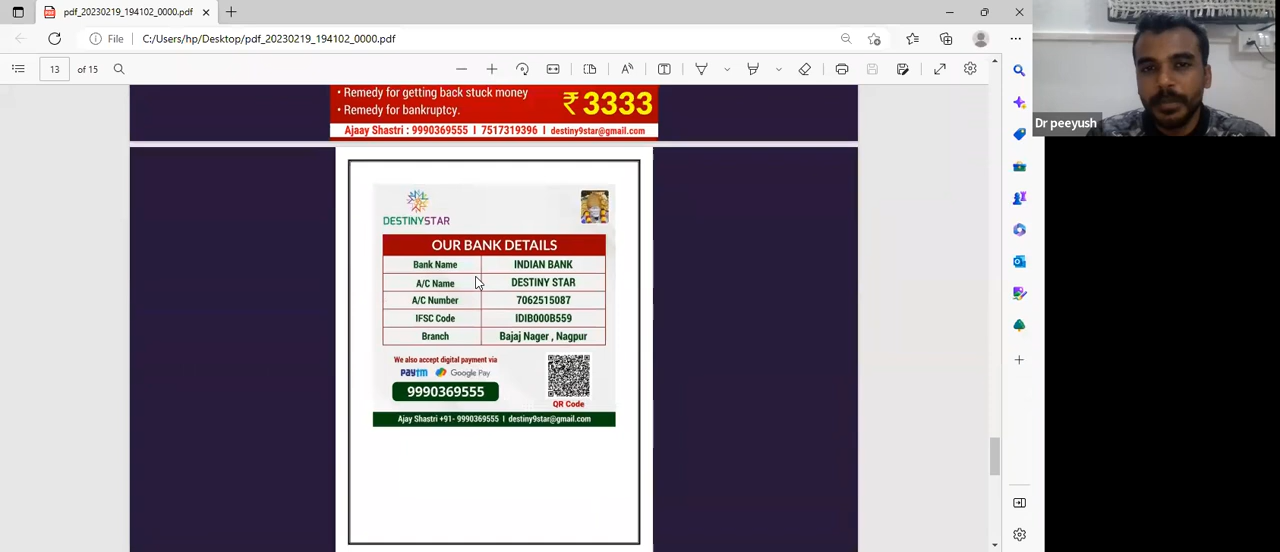 pdf_20230219_194102_0000.pdf
File
C:/Users/hp/Desktop/pdf_20230219_194102_0000.pdf
13 of 15
Dr peeyush
• Remedy for getting back stuck money
• Remedy for bankruptcy.
₹3333
Ajaay Shastri : 9990369555 | 7517319396 | destiny9star@gmail.com
DESTINYSTAR
OUR BANK DETAILS
Bank Name INDIAN BANK
A/C Name DESTINY STAR
A/C Number 7062515087
IFSC Code IDIB000B559
Branch Bajaj Nager , Nagpur
We also accept digital payment via
Paytm Google Pay
9990369555
QR Code
Ajay Shastri +91- 9990369555 | destiny9star@gmail.com